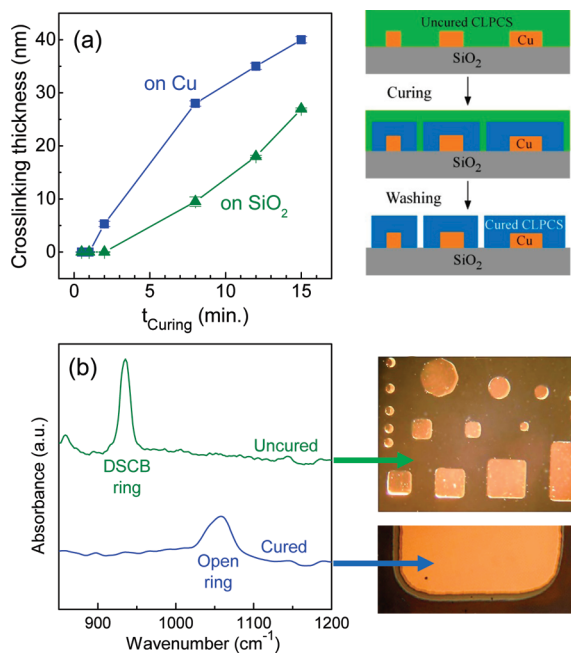 (a)
Crosslinking thickness (nm)
40
30
20
10
0
on Cu
on SiO₂
0
5
10
15
t_Curing (min.)
Uncured CLPCS
Cu
SiO₂
Curing
Cu
SiO₂
Washing
Cured CLPCS
Cu
SiO₂
(b)
Absorbance (a.u.)
DSCB
ring
Uncured
Open
ring
Cured
900
1000
1100
1200
Wavenumber (cm⁻¹)